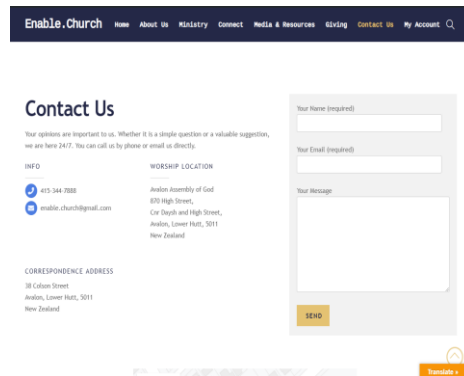 Enable.Church
Home About Us Ministry Connect Media & Resources Giving Contact Us My Account
Contact Us
Your opinions are important to us. Whether it is a simple question or a valuable suggestion,
we are here 24/7. You can call us by phone or email us directly.
INFO
415-344-7888
enable.church@gmail.com
WORSHIP LOCATION
Avalon Assembly of God
870 High Street,
Cnr Daysh and High Street,
Avalon, Lower Hutt, 5011
New Zealand
CORRESPONDENCE ADDRESS
38 Colson Street
Avalon, Lower Hutt, 5011
New Zealand
Your Name (required)
Your Email (required)
Your Message
SEND
Translate »